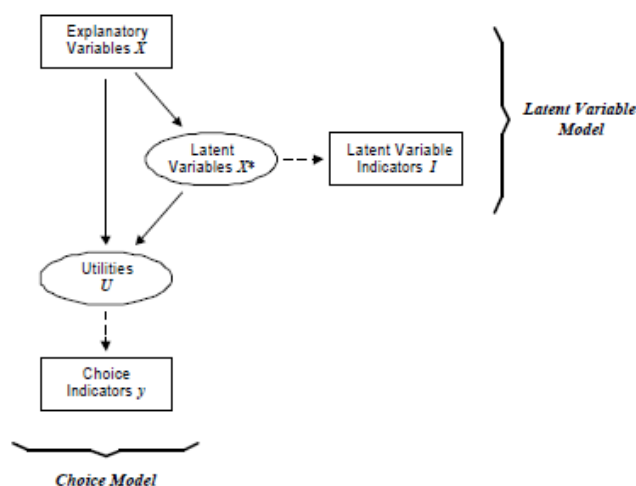 Explanatory
Variables X
Latent Variable
Model
Latent
Variables X*
Latent Variable
Indicators I
Utilities
U
Choice
Indicators y
Choice Model